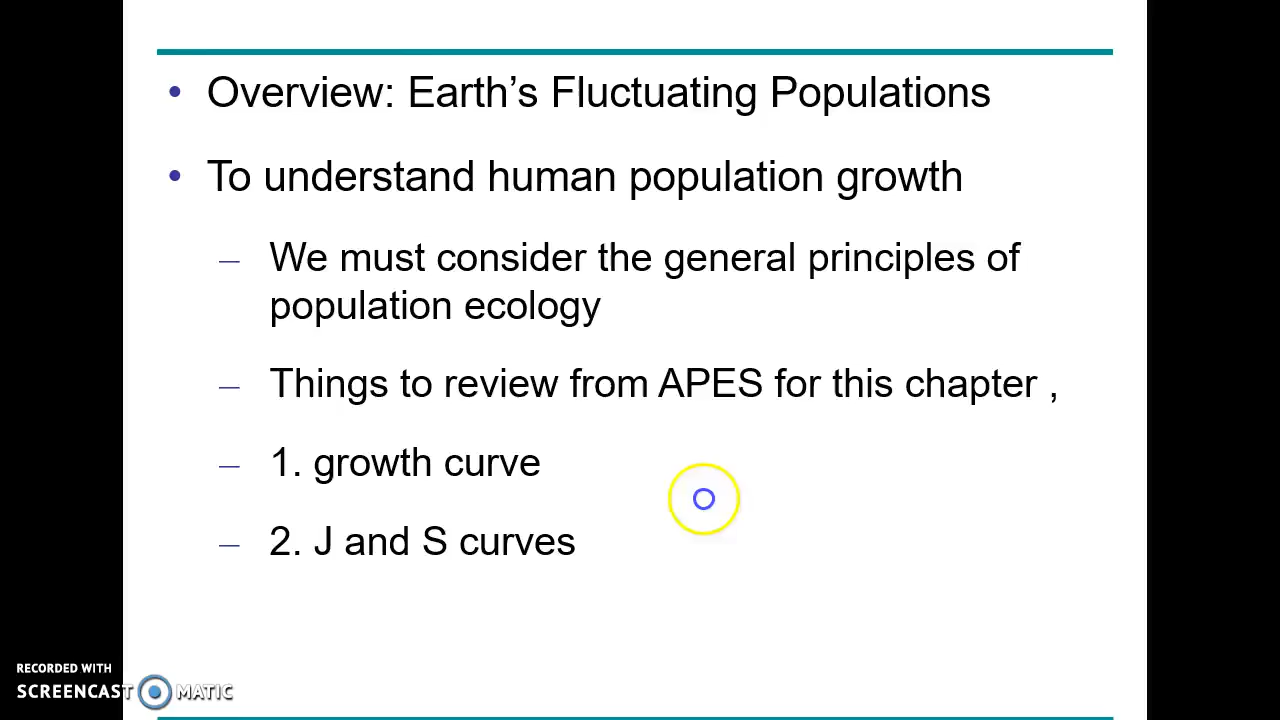 • Overview: Earth’s Fluctuating Populations
• To understand human population growth
– We must consider the general principles of
population ecology
– Things to review from APES for this chapter ,
– 1. growth curve
– 2. J and S curves
RECORDED WITH
SCREENCAST MATIC